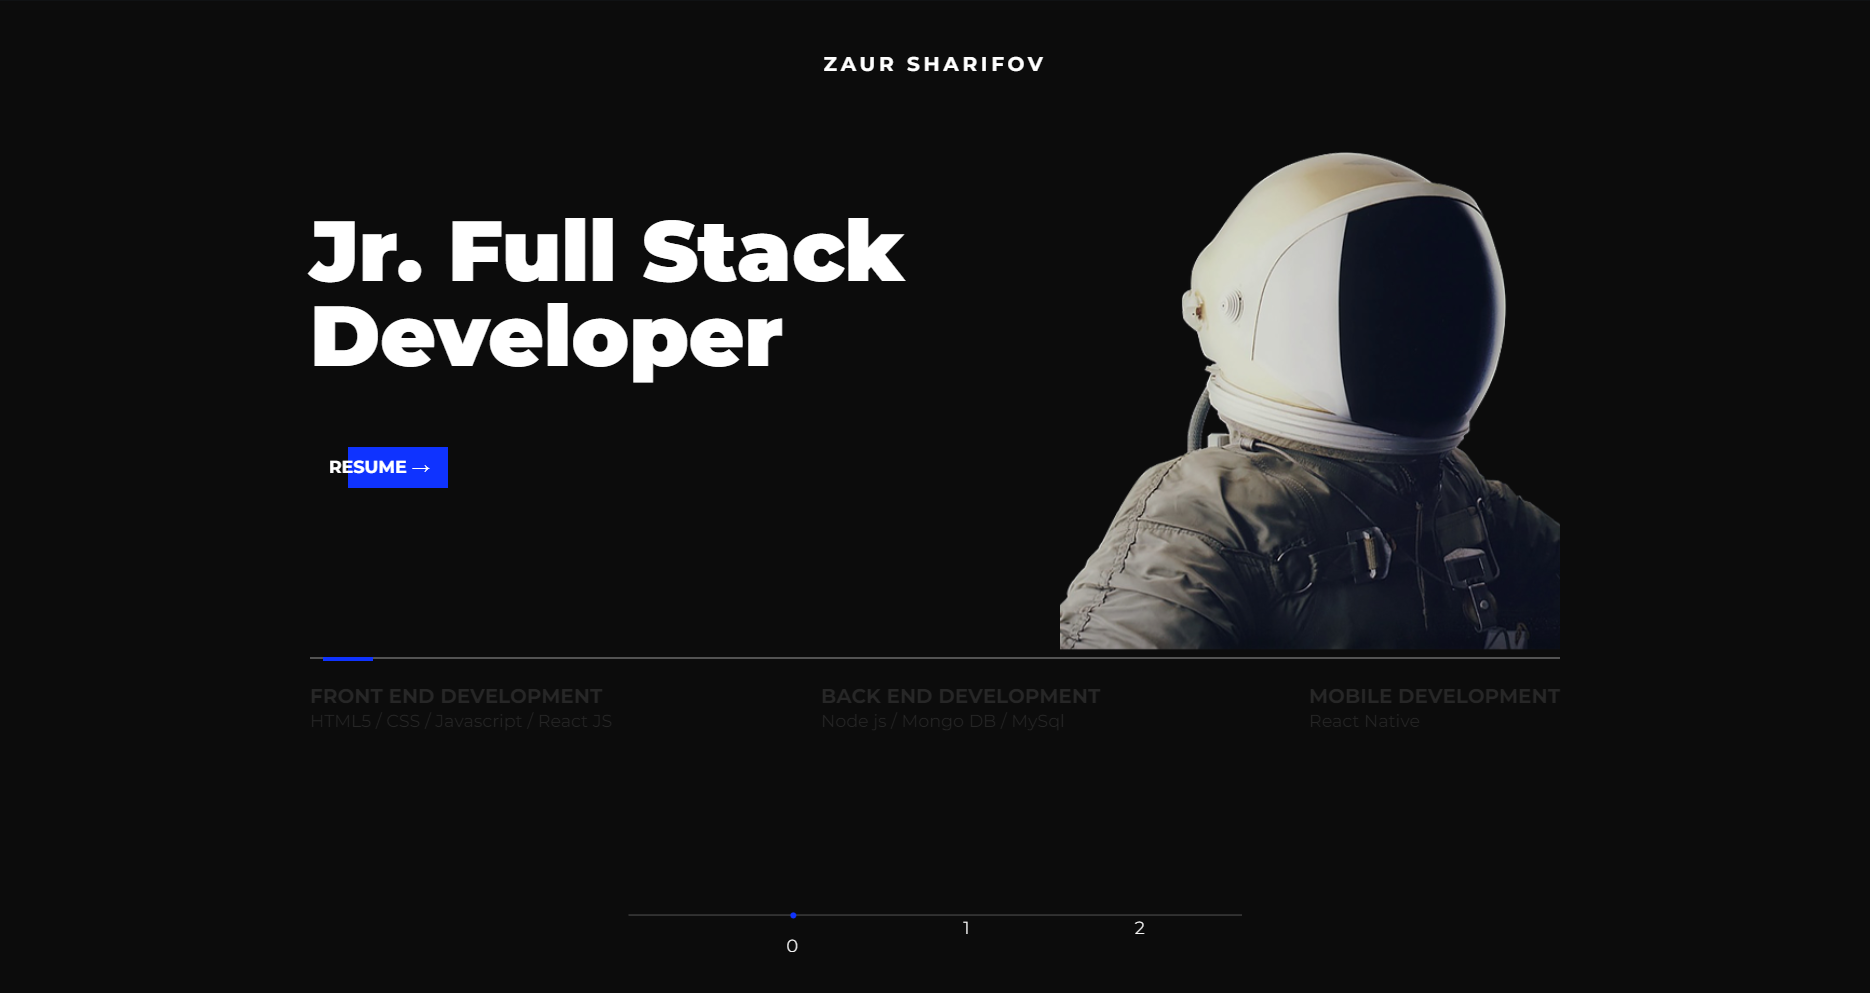 ZAUR SHARIFOV
Jr. Full Stack
Developer
RESUME →
FRONT END DEVELOPMENT
HTML5 / CSS / Javascript / React JS
BACK END DEVELOPMENT
Node js / Mongo DB / MySql
MOBILE DEVELOPMENT
React Native
0
1
2